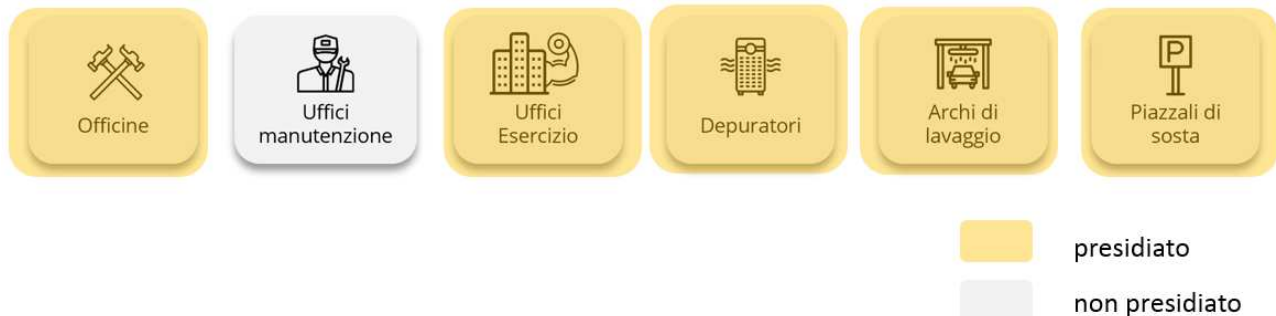 Officine
Uffici
manutenzione
Uffici
Esercizio
Depuratori
Archi di
lavaggio
P
Piazzali di
sosta
presidiato
non presidiato